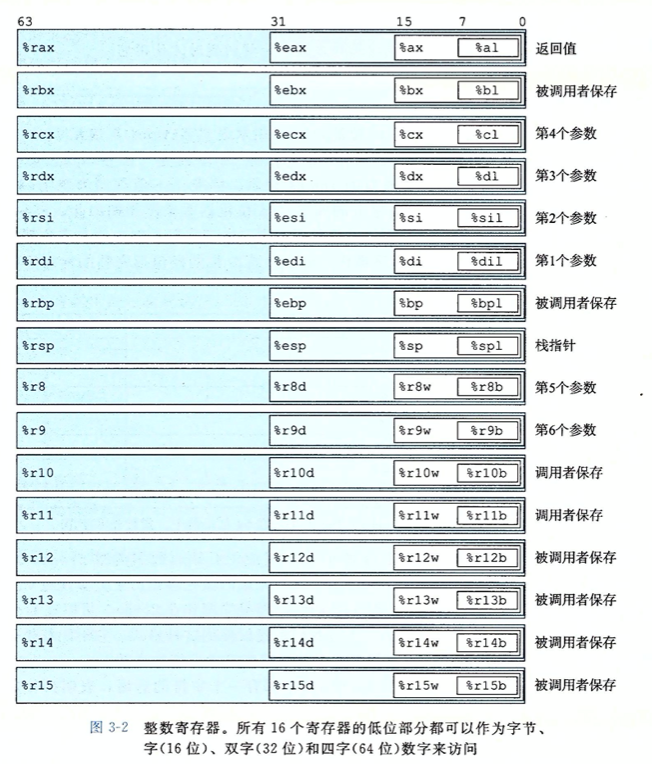 63 31 15 7 0
%rax %eax %ax %al 返回值
%rbx %ebx %bx %bl 被调用者保存
%rcx %ecx %cx %cl 第4个参数
%rdx %edx %dx %dl 第3个参数
%rsi %esi %si %sil 第2个参数
%rdi %edi %di %dil 第1个参数
%rbp %ebp %bp %bpl 被调用者保存
%rsp %esp %sp %spl 栈指针
%r8 %r8d %r8w %r8b 第5个参数
%r9 %r9d %r9w %r9b 第6个参数
%r10 %r10d %r10w %r10b 调用者保存
%r11 %r11d %r11w %r11b 调用者保存
%r12 %r12d %r12w %r12b 被调用者保存
%r13 %r13d %r13w %r13b 被调用者保存
%r14 %r14d %r14w %r14b 被调用者保存
%r15 %r15d %r15w %r15b 被调用者保存
图 3-2 整数寄存器。所有 16 个寄存器的低位部分都可以作为字节、
字(16 位)、双字(32 位)和四字(64 位)数字来访问